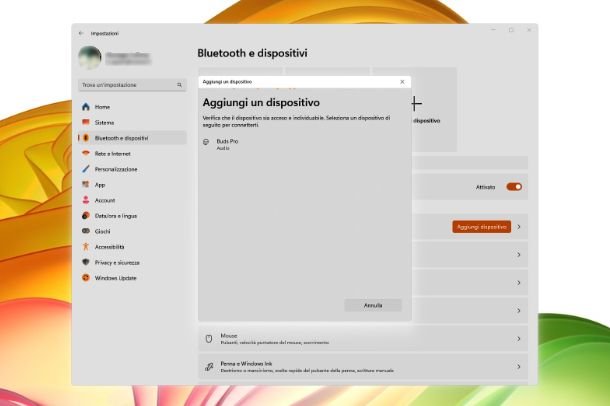 Impostazioni
Bluetooth e dispositivi
Trova un'impostazione
Home
Sistema
Bluetooth e dispositivi
Rete e Internet
Personalizzazione
App
Account
Data/ora e lingua
Giochi
Accessibilità
Privacy e sicurezza
Windows Update
Aggiungi un dispositivo
Aggiungi un dispositivo
Verifica che il dispositivo sia acceso e individuabile. Seleziona un dispositivo di
seguito per connetterti.
Buds Pro
Audio
Annulla
dispositivo
Attivato
Aggiungi dispositivo
Mouse
Pulsanti, velocità puntatore del mouse, scorrimento
Penna e Windows Ink
Destrorso o mancinismo, scelte rapide del pulsante della penna, scrittura manuale